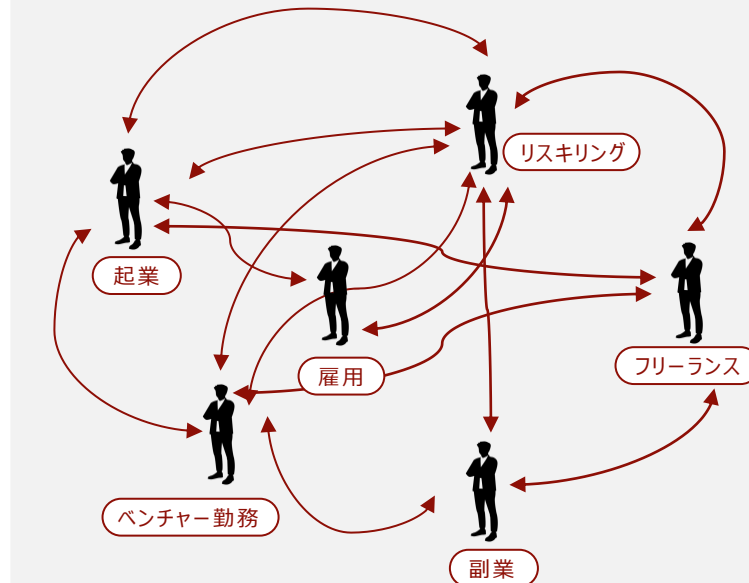 リスキリング
起業
フリーランス
雇用
ベンチャー勤務
副業